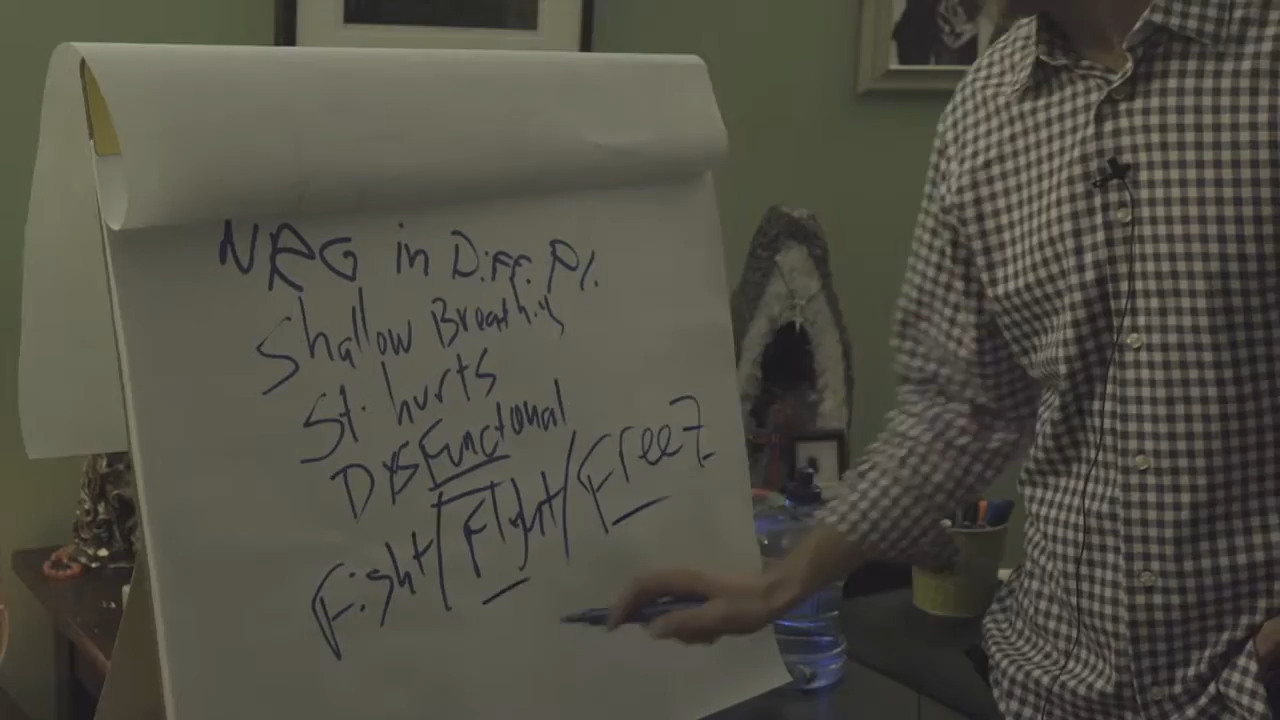 NRG in Diff. Pl.
Shallow Breathing
St. hurts
DysFunctional
Fight/Flight/Freez